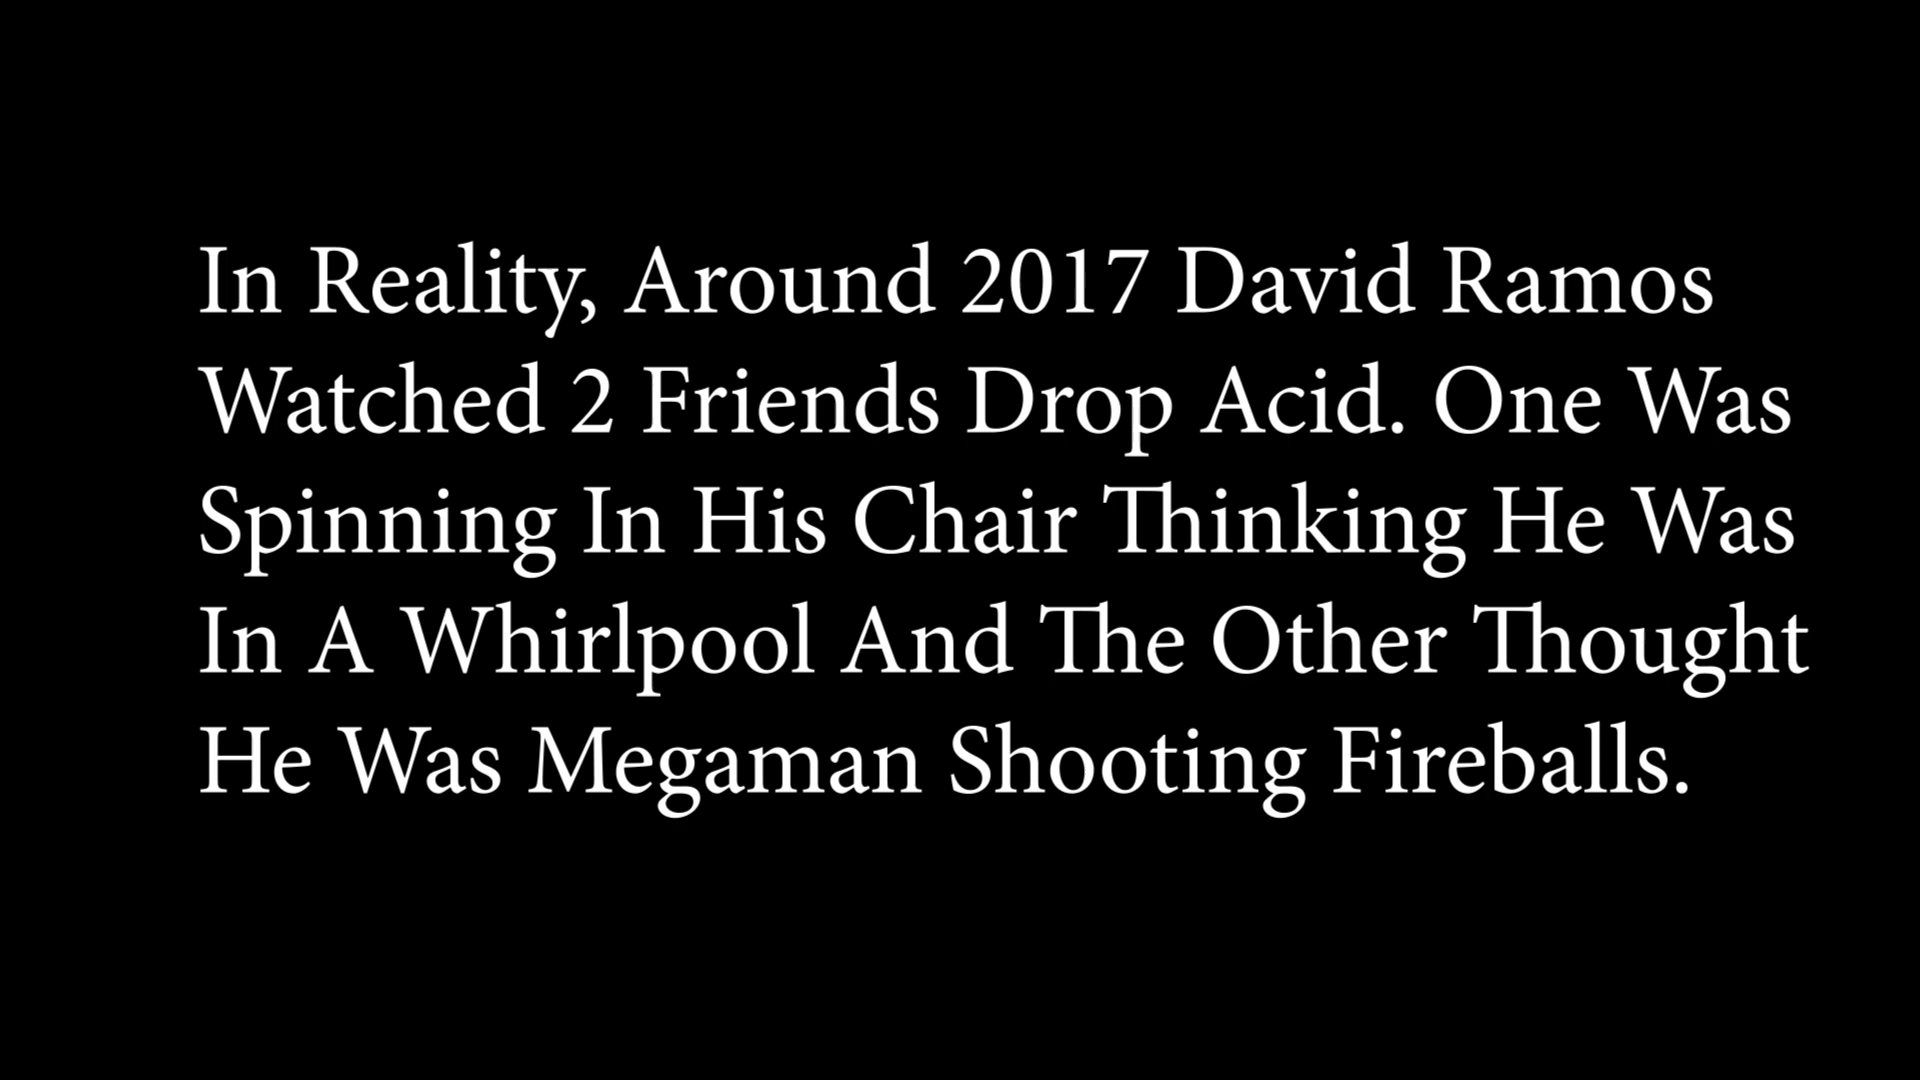 In Reality, Around 2017 David Ramos
Watched 2 Friends Drop Acid. One Was
Spinning In His Chair Thinking He Was
In A Whirlpool And The Other Thought
He Was Megaman Shooting Fireballs.